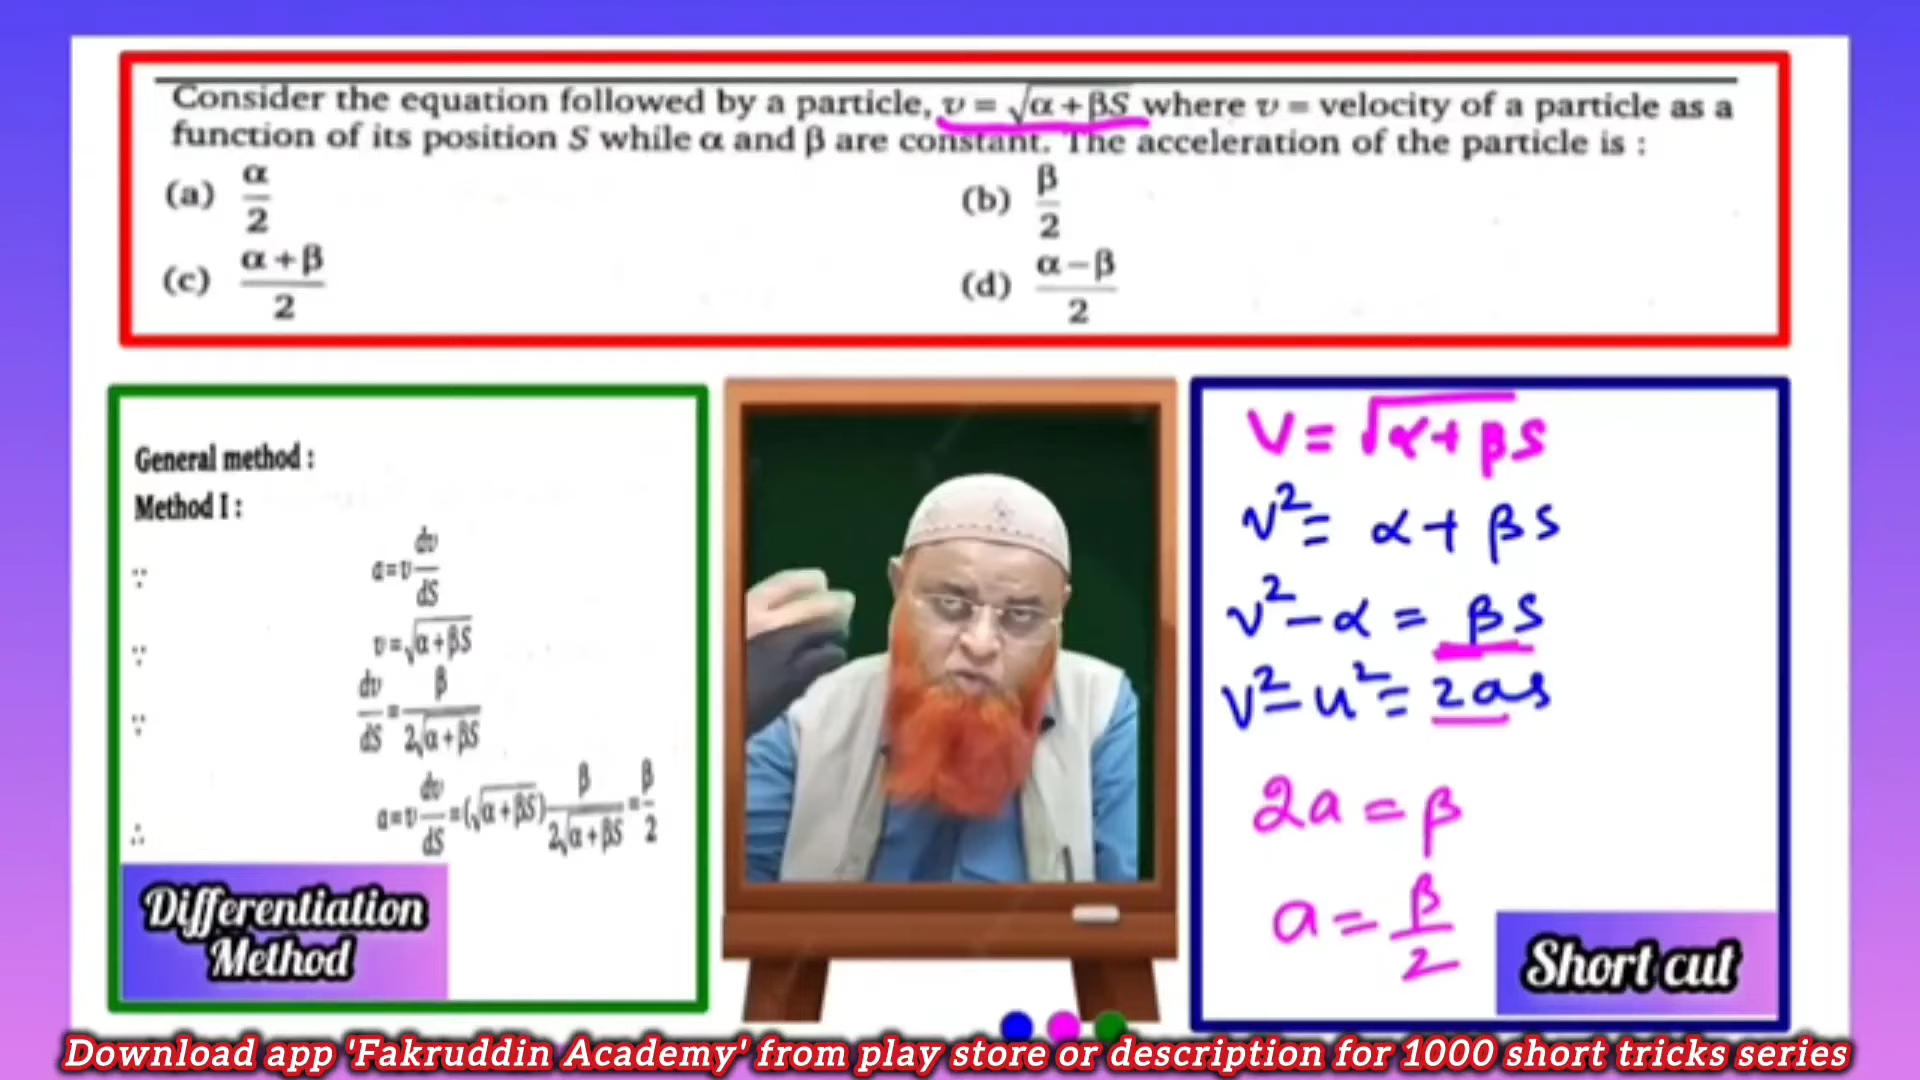 Consider the equation followed by a particle, υ = √α + βS where υ = velocity of a particle as a
function of its position S while α and β are constant. The acceleration of the particle is :
(a) α/2
(b) β/2
(c) α + β/2
(d) α − β/2
General method :
Method I :
∵ a = υ dυ/dS
∵ υ = √α + βS
∵ dυ/dS = β/2√α + βS
∴ a = υ dυ/dS = (√α + βS) β/2√α + βS = β/2
Differentiation
Method
V = √α + βS
v² = α + βS
v² − α = βS
v² − u² = 2as
2a = β
a = β/2
Short cut
Download app 'Fakruddin Academy' from play store or description for 1000 short tricks series